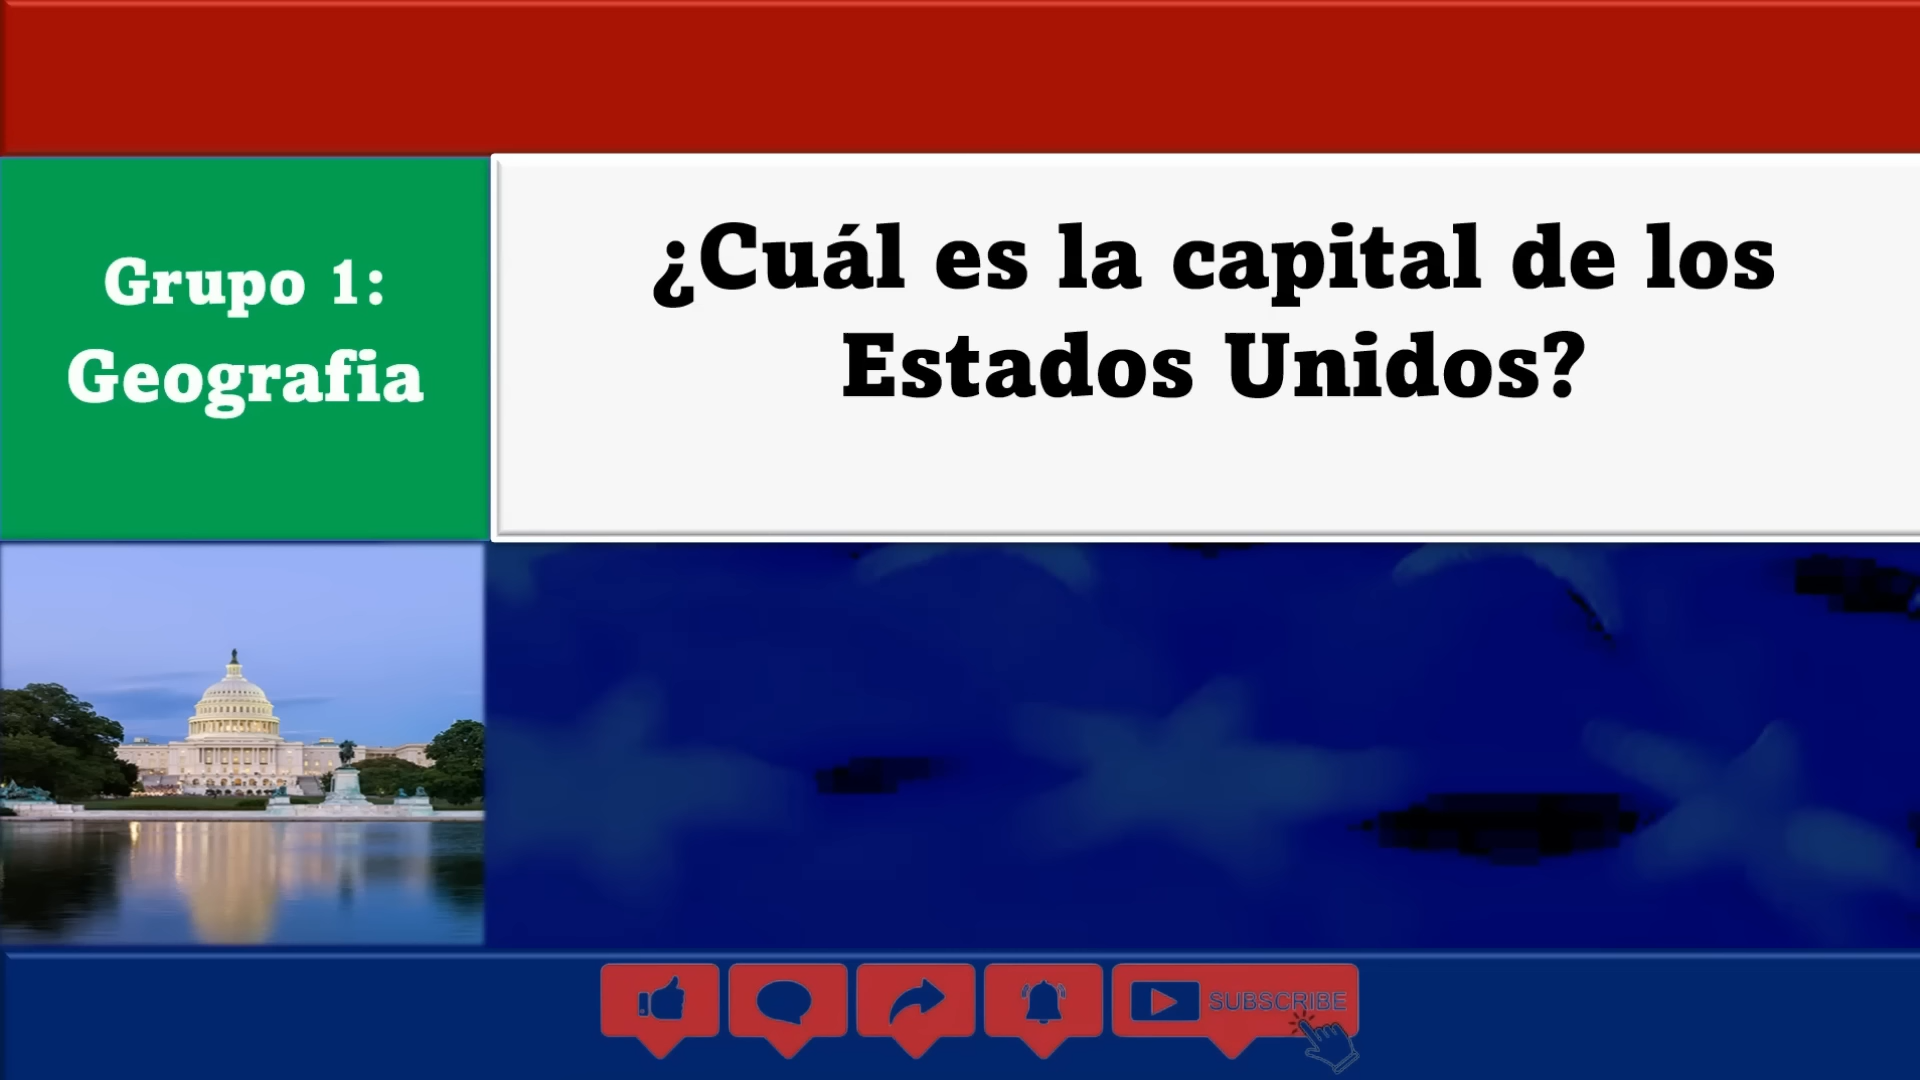 Grupo 1:
Geografia
¿Cuál es la capital de los
Estados Unidos?
SUBSCRIBE